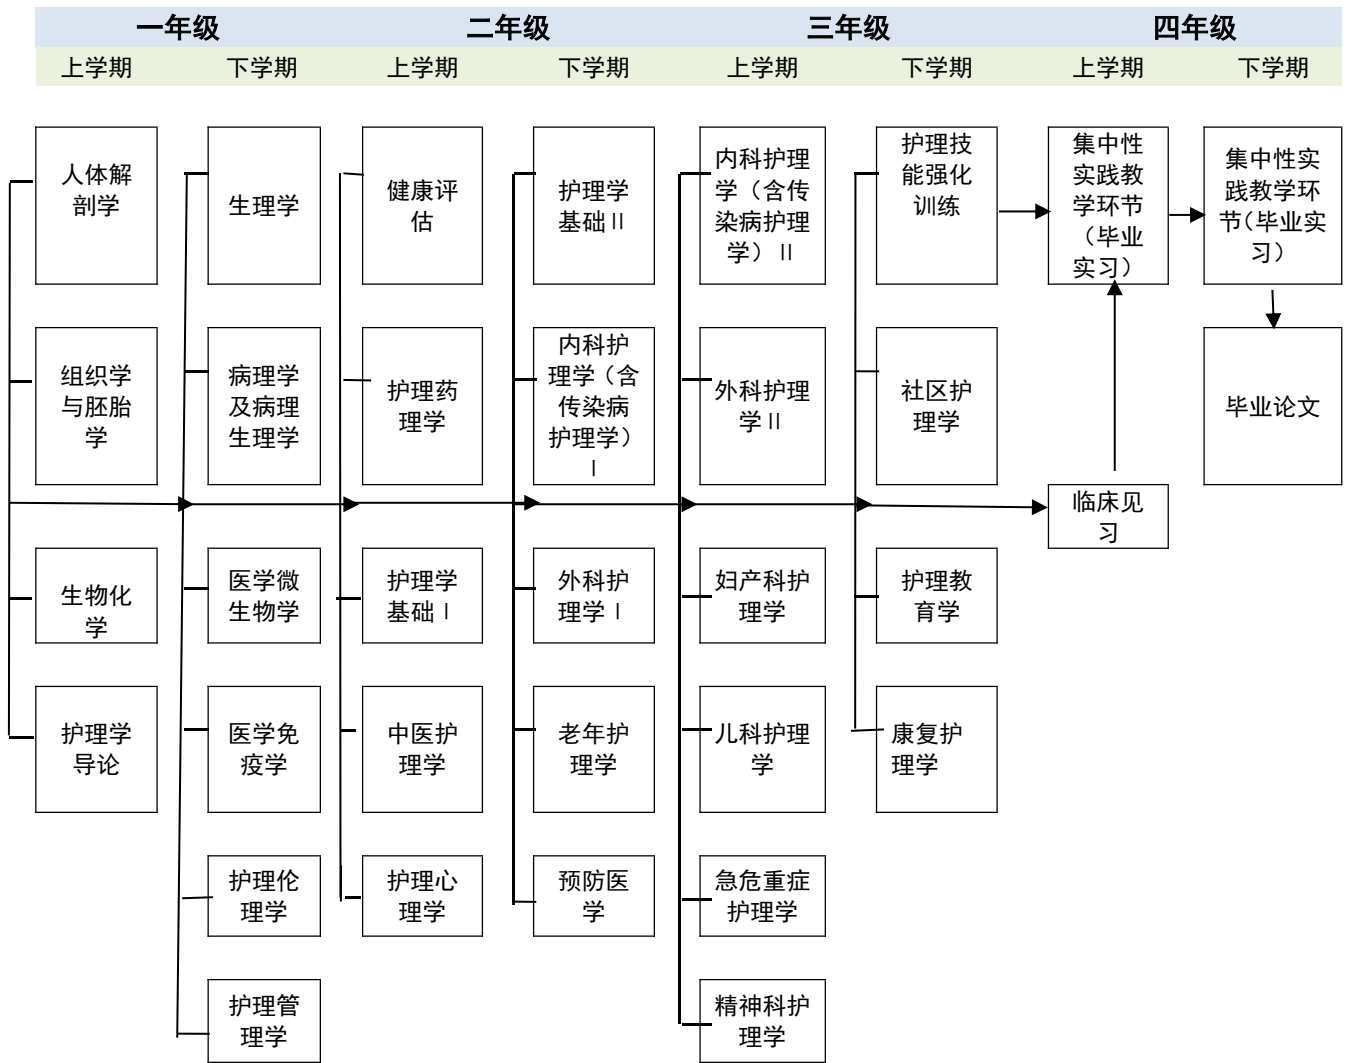 一年级 二年级 三年级 四年级
上学期 下学期 上学期 下学期 上学期 下学期 上学期 下学期
人体解
剖学
生理学
健康评
估
护理学
基础Ⅱ
内科护理
学（含传
染病护理
学）Ⅱ
护理技
能强化
训练
集中性
实践教
学环节
（毕业
实习）
集中性实
践教学环
节（毕业实
习）
组织学
与胚胎
学
病理学
及病理
生理学
护理药
理学
内科护
理学（含
传染病
护理学）
Ⅰ
外科护理
学Ⅱ
社区护
理学
毕业论文
临床见
习
生物化
学
医学微
生物学
护理学
基础Ⅰ
外科护
理学Ⅰ
妇产科护
理学
护理教
育学
护理学
导论
医学免
疫学
中医护
理学
老年护
理学
儿科护理
学
康复护
理学
护理伦
理学
护理心
理学
预防医
学
急危重症
护理学
护理管
理学
精神科护
理学